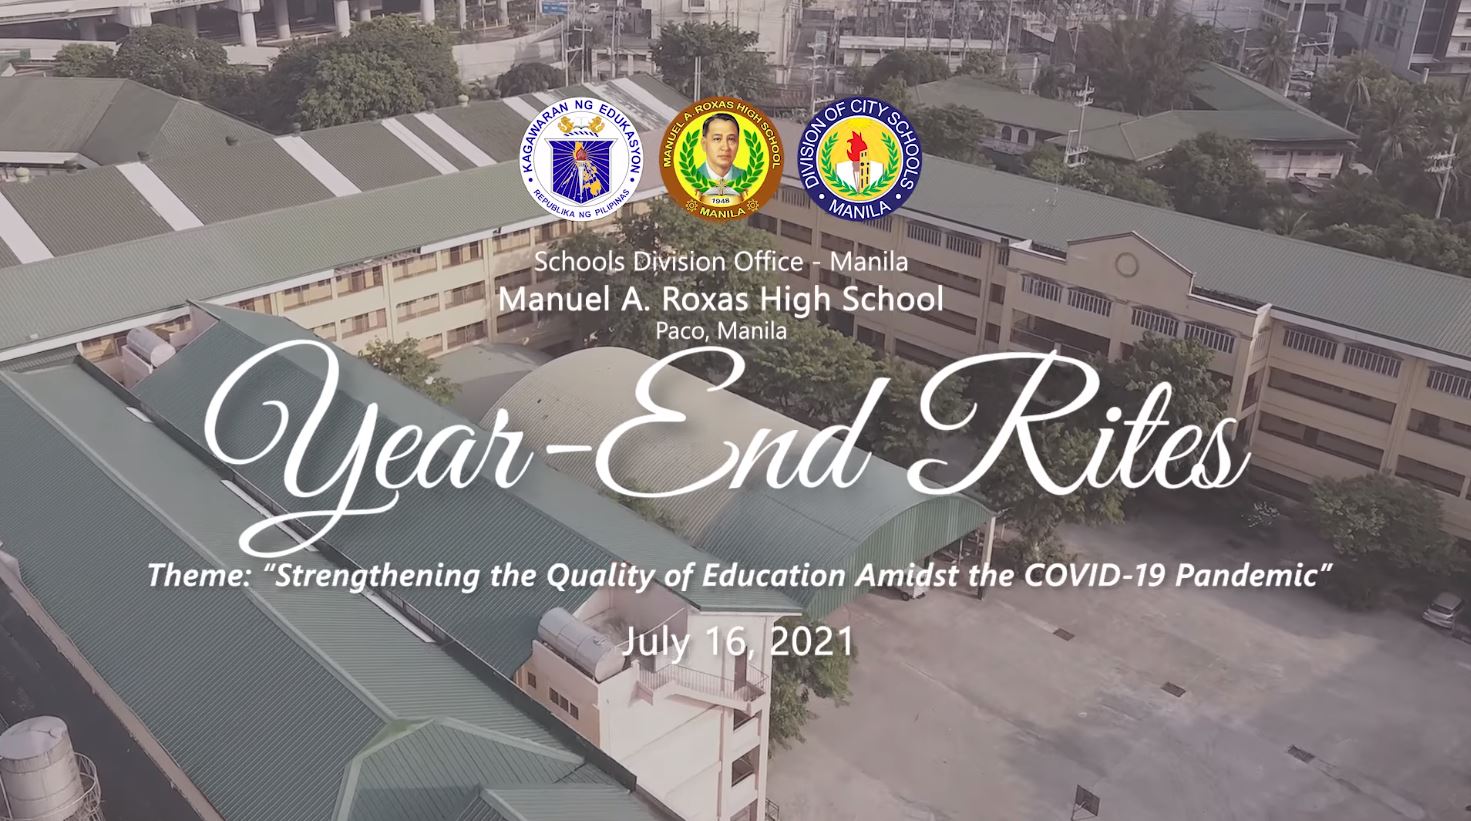 KAGAWARAN NG EDUKASYON
REPUBLIKA NG PILIPINAS
MANUEL A. ROXAS HIGH SCHOOL
1948
MANILA
DIVISION OF CITY SCHOOLS
MANILA
Schools Division Office - Manila
Manuel A. Roxas High School
Paco, Manila
Year-End Rites
Theme: “Strengthening the Quality of Education Amidst the COVID-19 Pandemic”
July 16, 2021